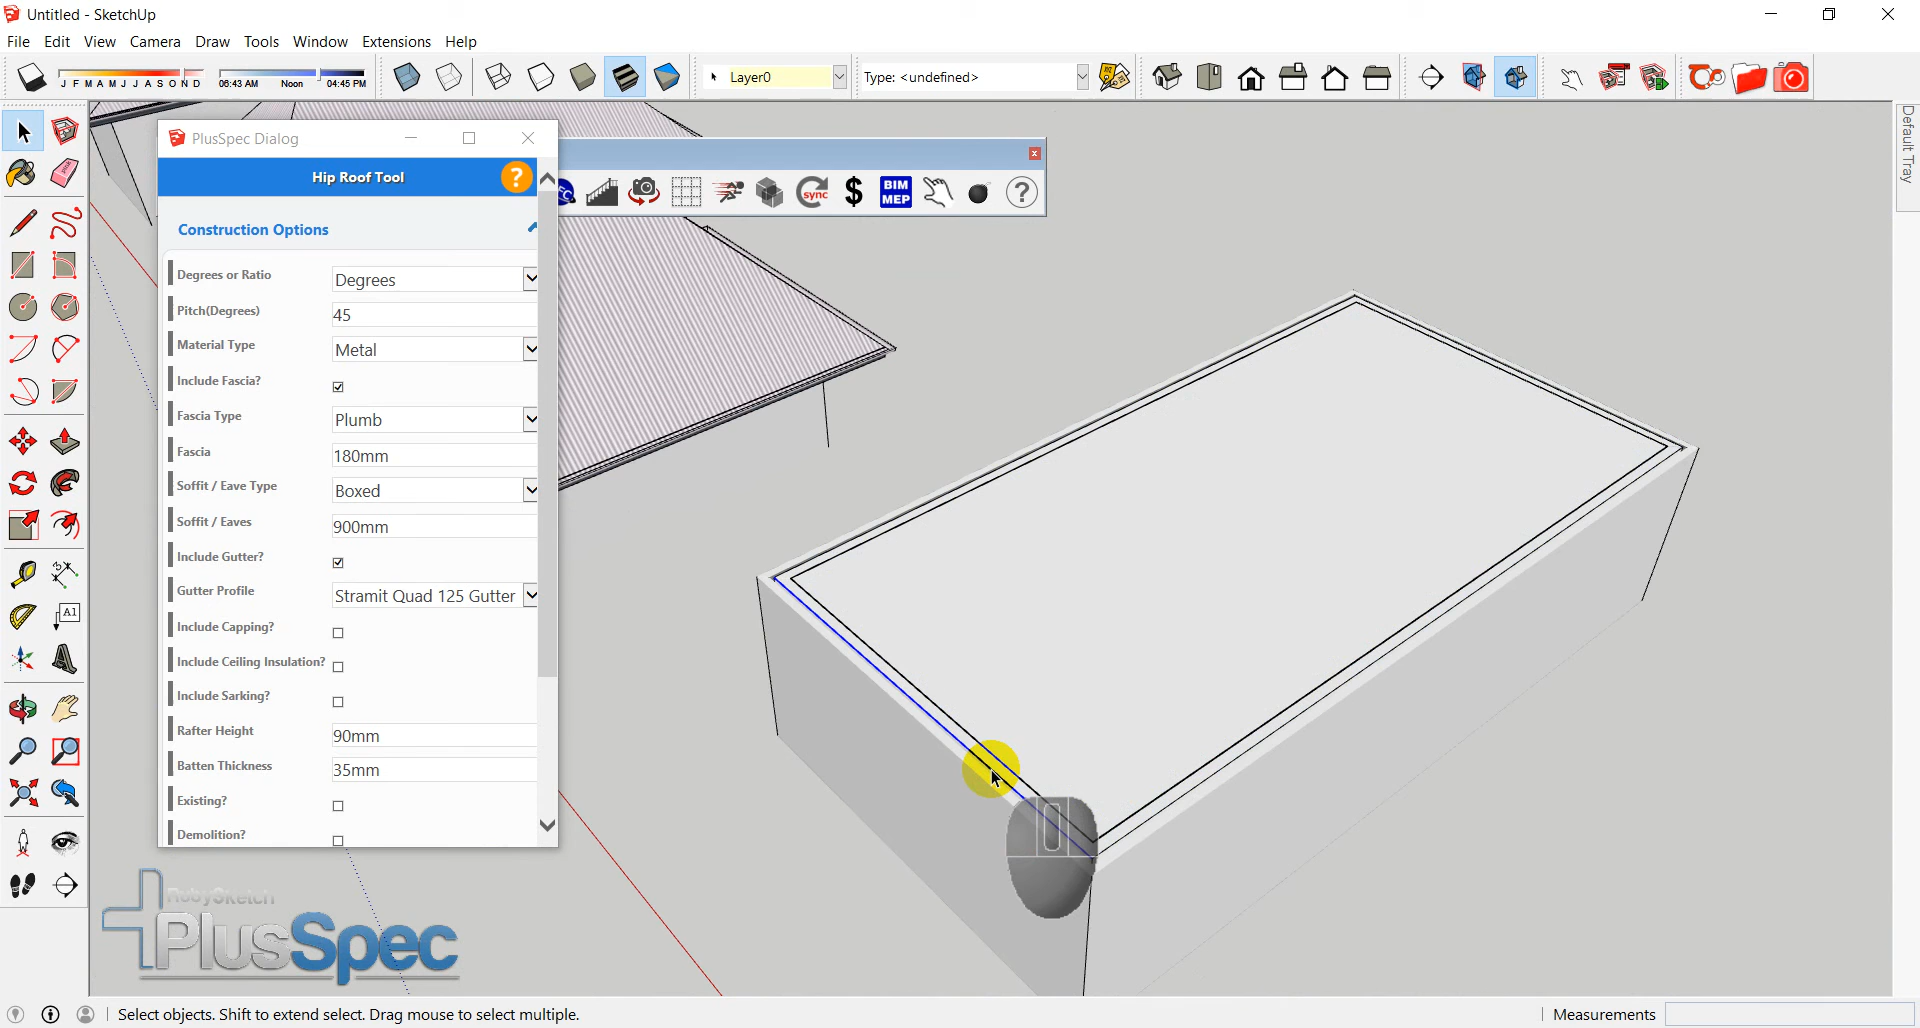 Untitled - SketchUp
File Edit View Camera Draw Tools Window Extensions Help
J F M A M J J A S O N D
06:43 AM Noon 04:45 PM
Layer0
Type: <undefined>
Default Tray
PlusSpec Dialog
Hip Roof Tool
?
sync
$
BIM MEP
?
Construction Options
Degrees or Ratio Degrees
Pitch(Degrees) 45
Material Type Metal
Include Fascia?
Fascia Type Plumb
Fascia 180mm
Soffit / Eave Type Boxed
Soffit / Eaves 900mm
Include Gutter?
Gutter Profile Stramit Quad 125 Gutter
Include Capping?
Include Ceiling Insulation?
Include Sarking?
Rafter Height 90mm
Batten Thickness 35mm
Existing?
Demolition?
A1
RubySketch
PlusSpec
Select objects. Shift to extend select. Drag mouse to select multiple.
Measurements